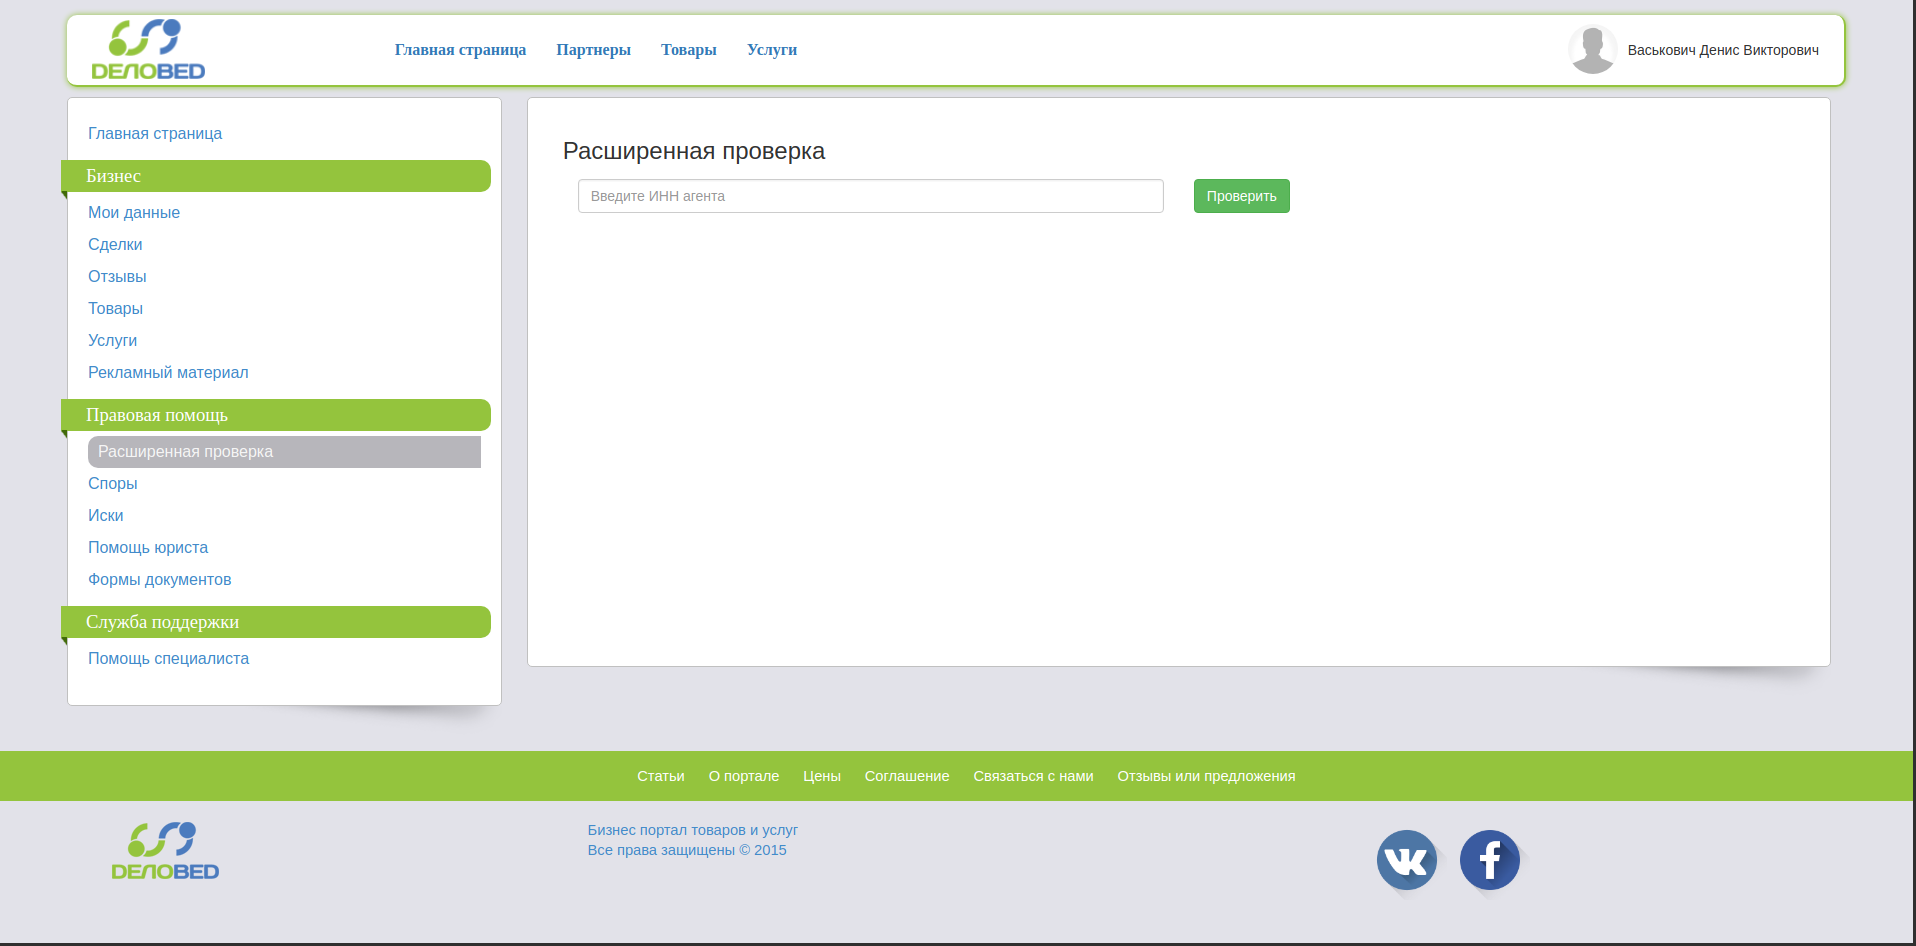 DEЛОBED
Главная страница Партнеры Товары Услуги
Васькович Денис Викторович
Главная страница
Бизнес
Мои данные
Сделки
Отзывы
Товары
Услуги
Рекламный материал
Правовая помощь
Расширенная проверка
Споры
Иски
Помощь юриста
Формы документов
Служба поддержки
Помощь специалиста
Расширенная проверка
Введите ИНН агента
Проверить
Статьи О портале Цены Соглашение Связаться с нами Отзывы или предложения
DEЛОBED
Бизнес портал товаров и услуг
Все права защищены © 2015